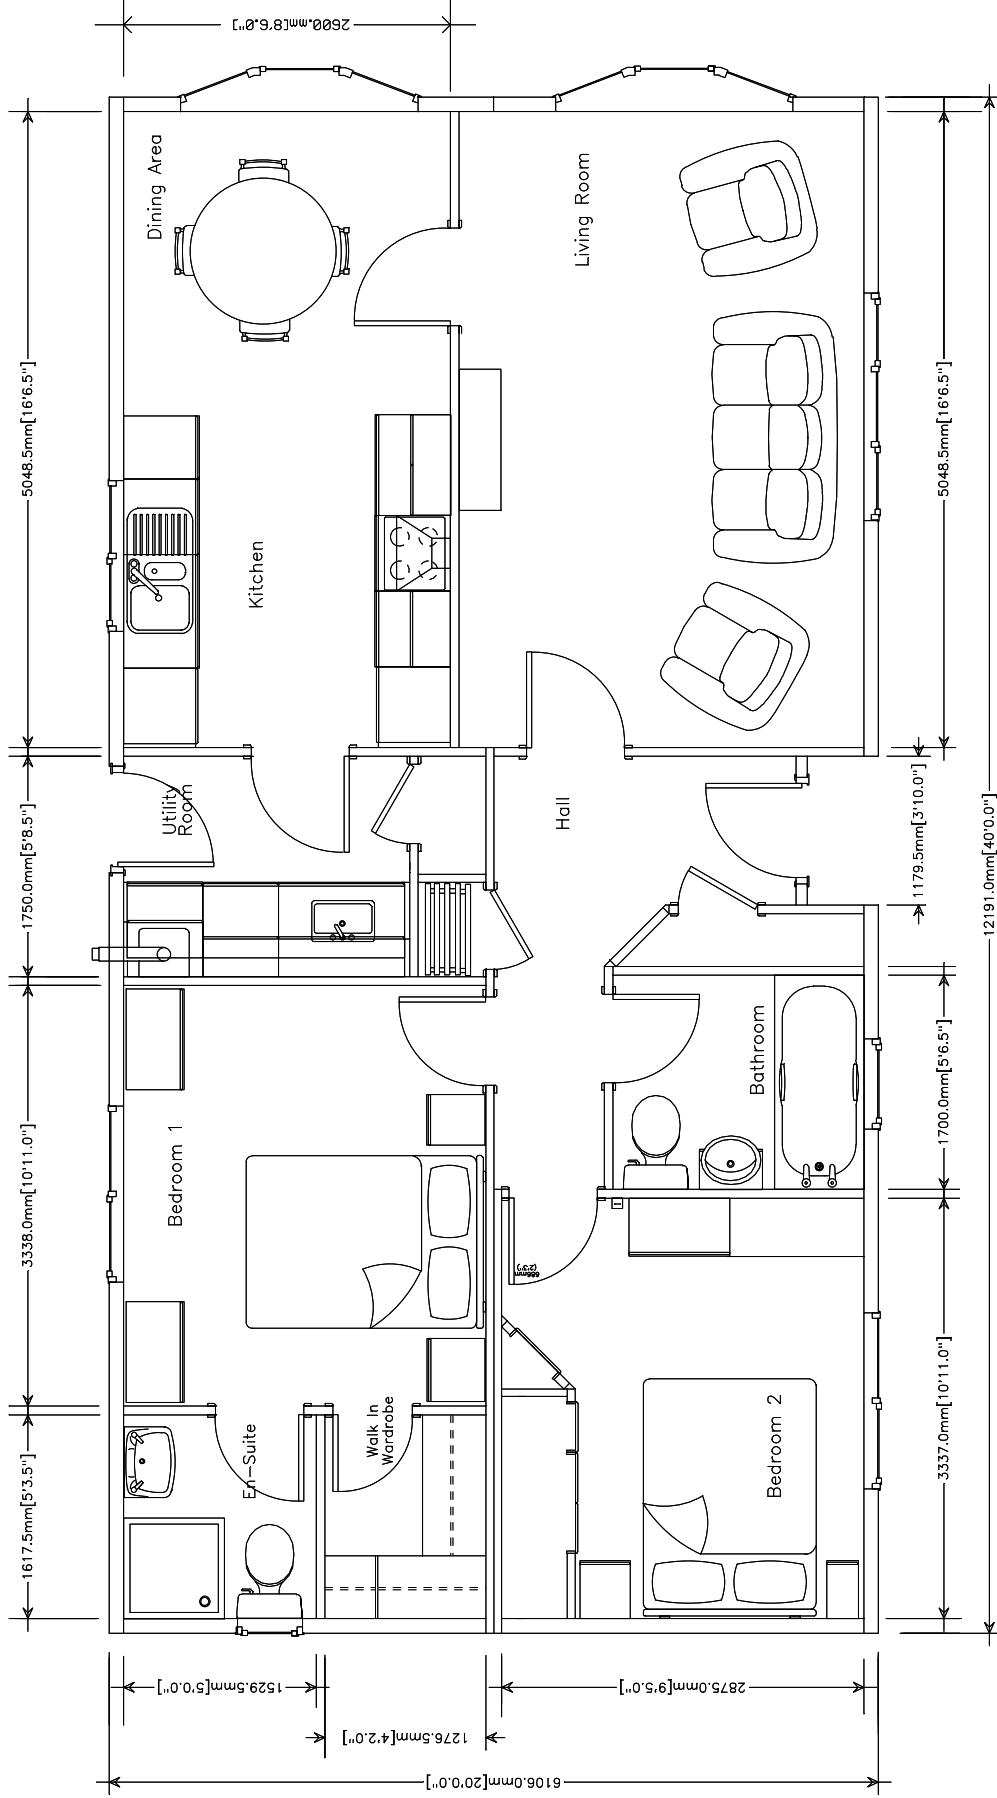 2600.0mm[8'6.0"]
Dining Area
Living Room
5048.5mm[16'6.5"]
5048.5mm[16'6.5"]
Kitchen
Utility
Room
Hall
1750.0mm[5'8.5"]
1179.5mm[3'10.0"]
12191.0mm[40'0.0"]
Bathroom
1700.0mm[5'6.5"]
Bedroom 1
3338.0mm[10'11.0"]
686mm
(2'3")
Walk In
Wardrobe
En-Suite
Bedroom 2
3337.0mm[10'11.0"]
1617.5mm[5'3.5"]
1529.5mm[5'0.0"]
2875.0mm[9'5.0"]
1276.5mm[4'2.0"]
6106.0mm[20'0.0"]